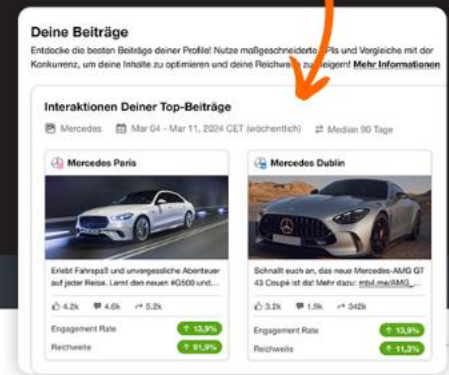 Deine Beiträge
Entdecke die besten Beiträge deiner Profile! Nutze maßgeschneiderte KPIs und Vergleiche mit der
Konkurrenz, um deine Inhalte zu optimieren und deine Reichweite zu steigern! Mehr Informationen
Interaktionen Deiner Top-Beiträge
Mercedes Mar 04 - Mar 11, 2024 CET (wöchentlich) Median 90 Tage
Mercedes Paris
Erlebt Fahrspaß und unvergessliche Abenteuer
auf jeder Reise. Lernt den neuen #G500 und...
4.2k 4.6k 5.2k
Engagement Rate 13,9%
Reichweite 91,9%
Mercedes Dublin
Schnallt euch an, das neue Mercedes-AMG GT
43 Coupé ist da! Mehr dazu: mb4.me/AMG_...
3.2k 1.9k 342k
Engagement Rate 13,9%
Reichweite 11,3%